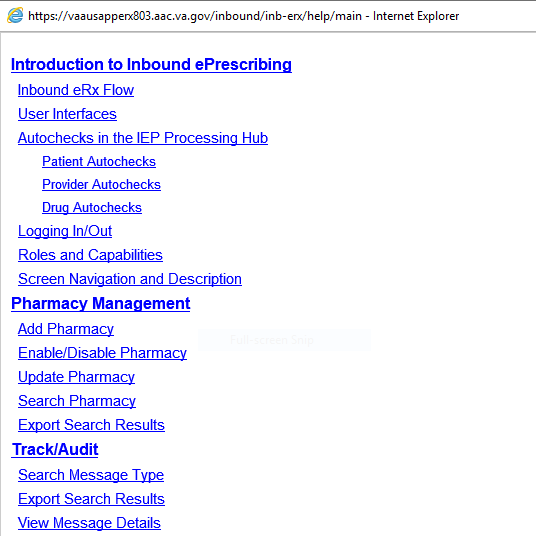 https://vaausapperx803.aac.va.gov/inbound/inb-erx/help/main - Internet Explorer
Introduction to Inbound ePrescribing
Inbound eRx Flow
User Interfaces
Autochecks in the IEP Processing Hub
Patient Autochecks
Provider Autochecks
Drug Autochecks
Logging In/Out
Roles and Capabilities
Screen Navigation and Description
Pharmacy Management
Add Pharmacy
Full-screen Snip
Enable/Disable Pharmacy
Update Pharmacy
Search Pharmacy
Export Search Results
Track/Audit
Search Message Type
Export Search Results
View Message Details